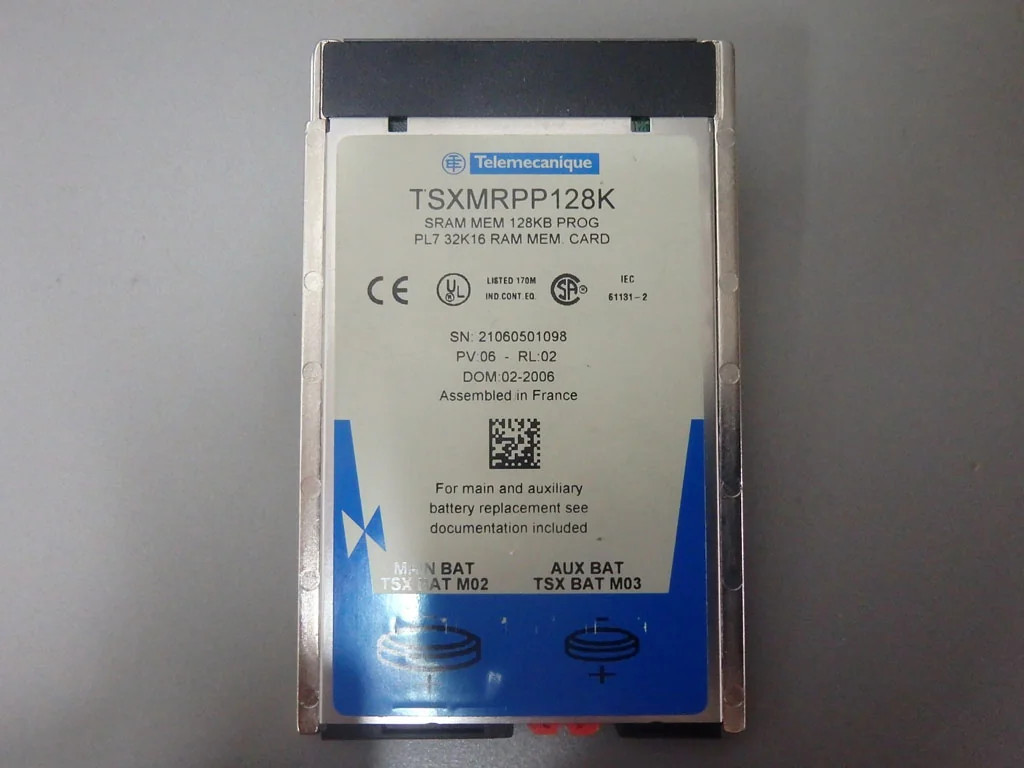 Telemecanique
TSXMRPP128K
SRAM MEM 128KB PROG
PL7 32K16 RAM MEM. CARD
CE UL LISTED 170M IND.CONT.EQ. SA IEC 61131-2
SN: 21060501098
PV:06 - RL:02
DOM:02-2006
Assembled in France
For main and auxiliary
battery replacement see
documentation included
MAIN BAT AUX BAT
TSX BAT M02 TSX BAT M03